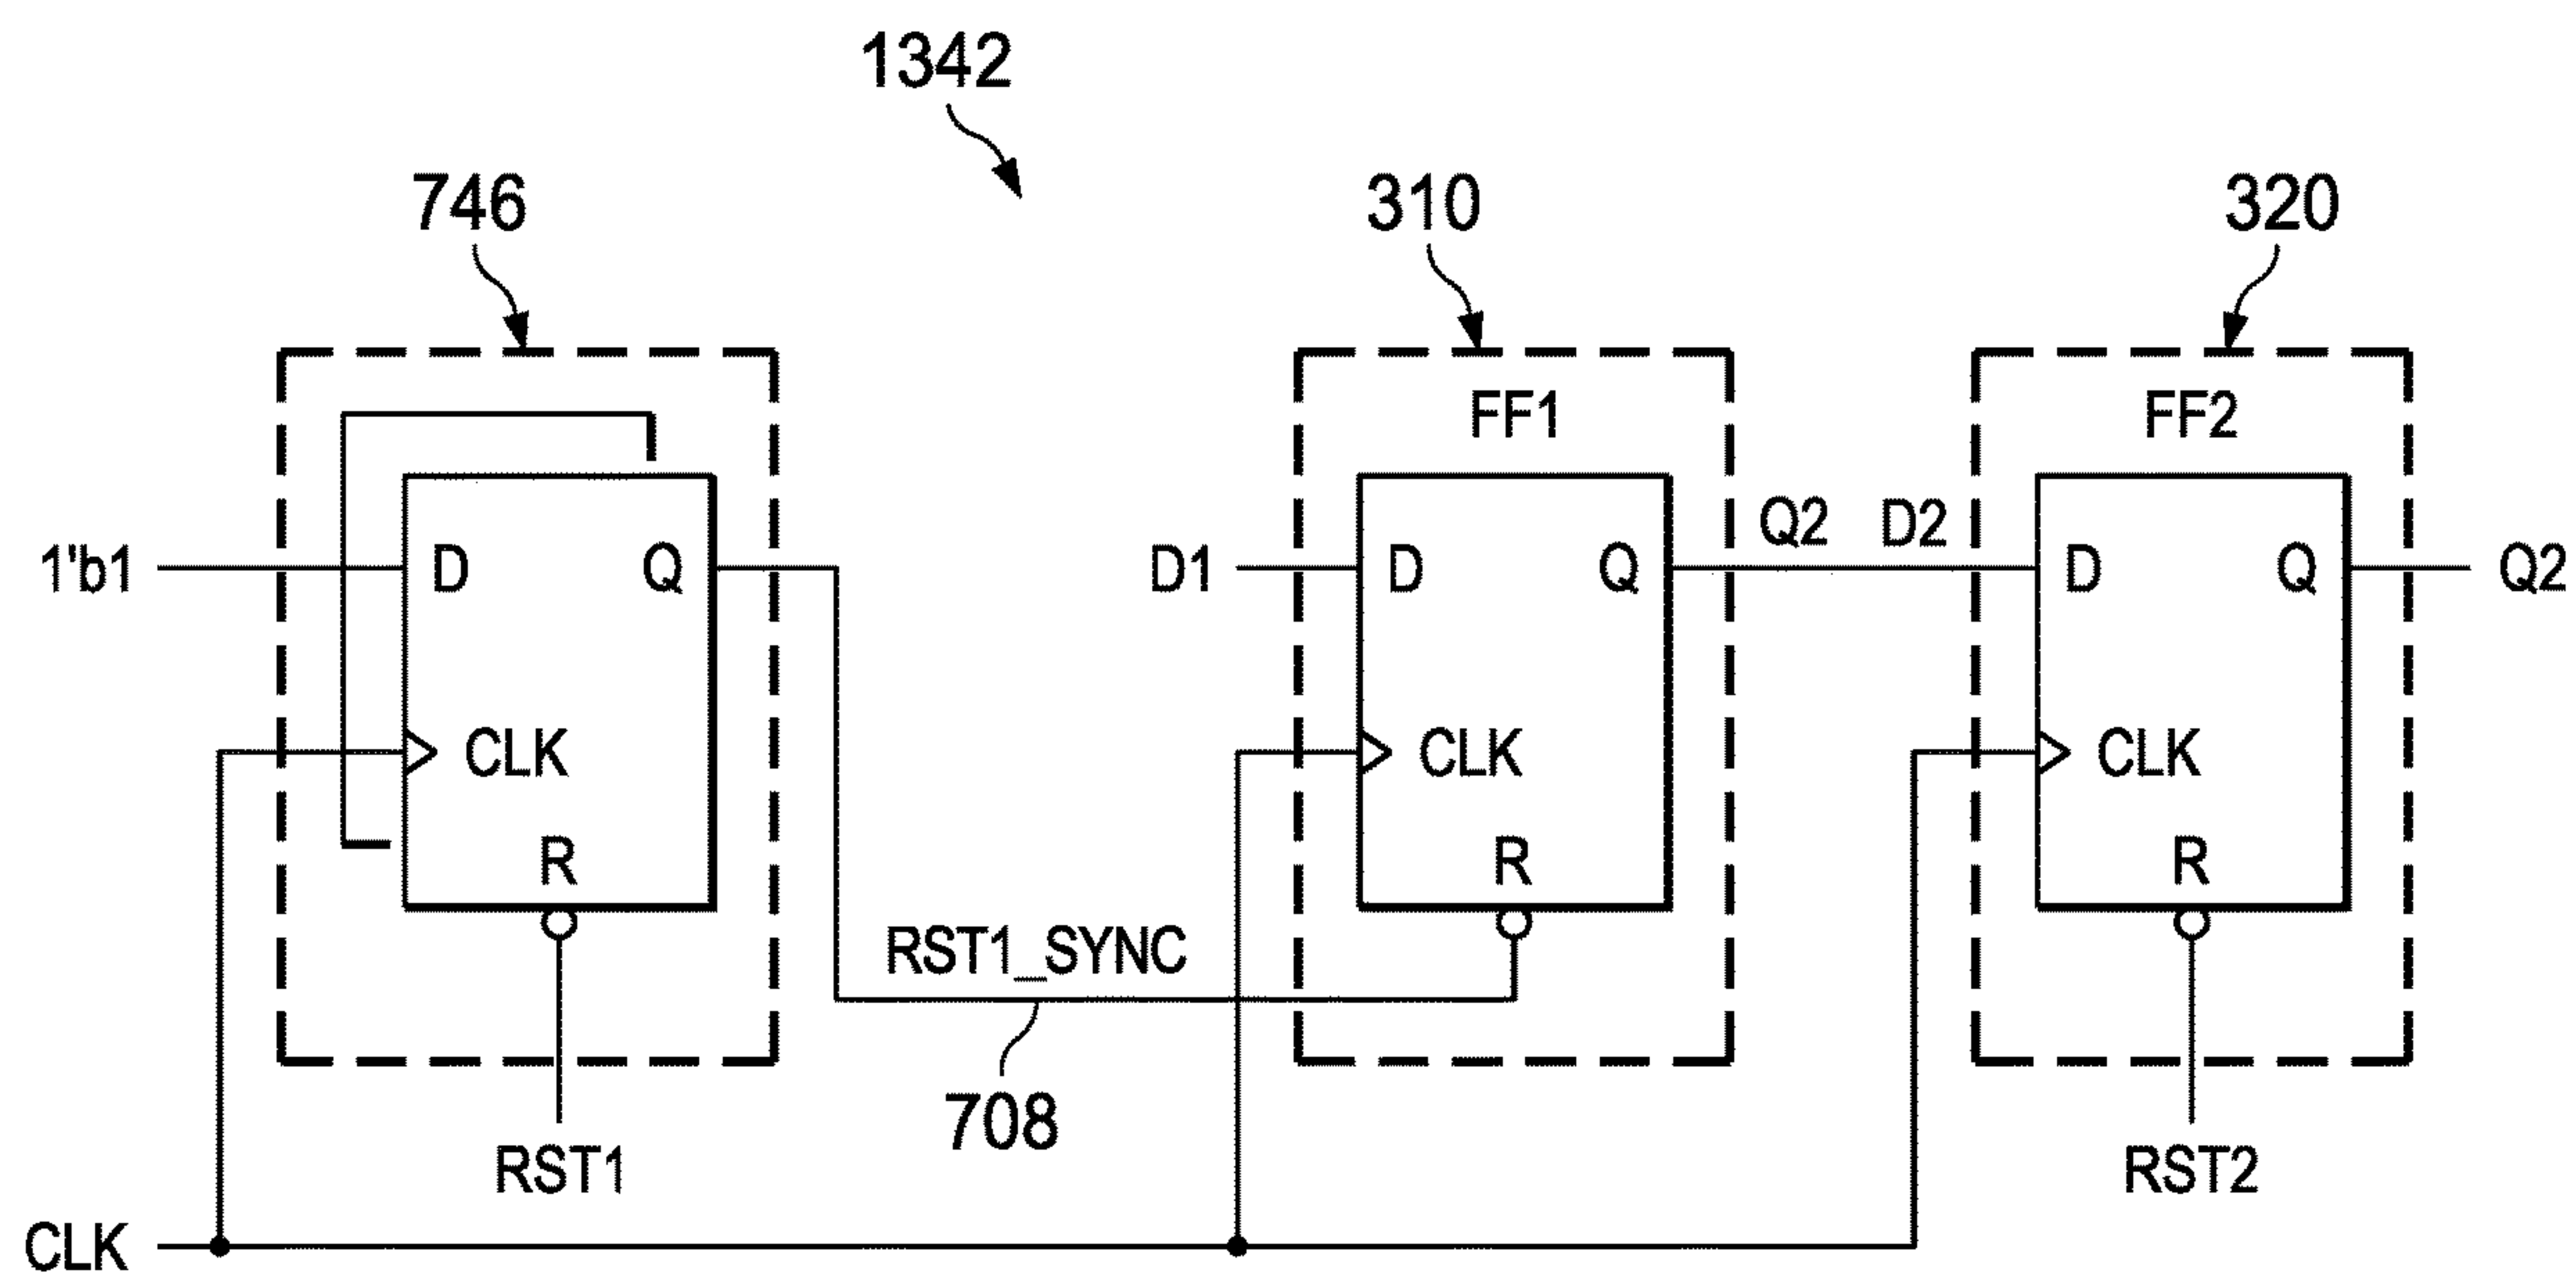 1342
746
310
320
FF1
FF2
1'b1
D
Q
D1
D
Q
Q2
D2
D
Q
Q2
CLK
CLK
CLK
R
R
R
RST1_SYNC
708
RST1
RST2
CLK